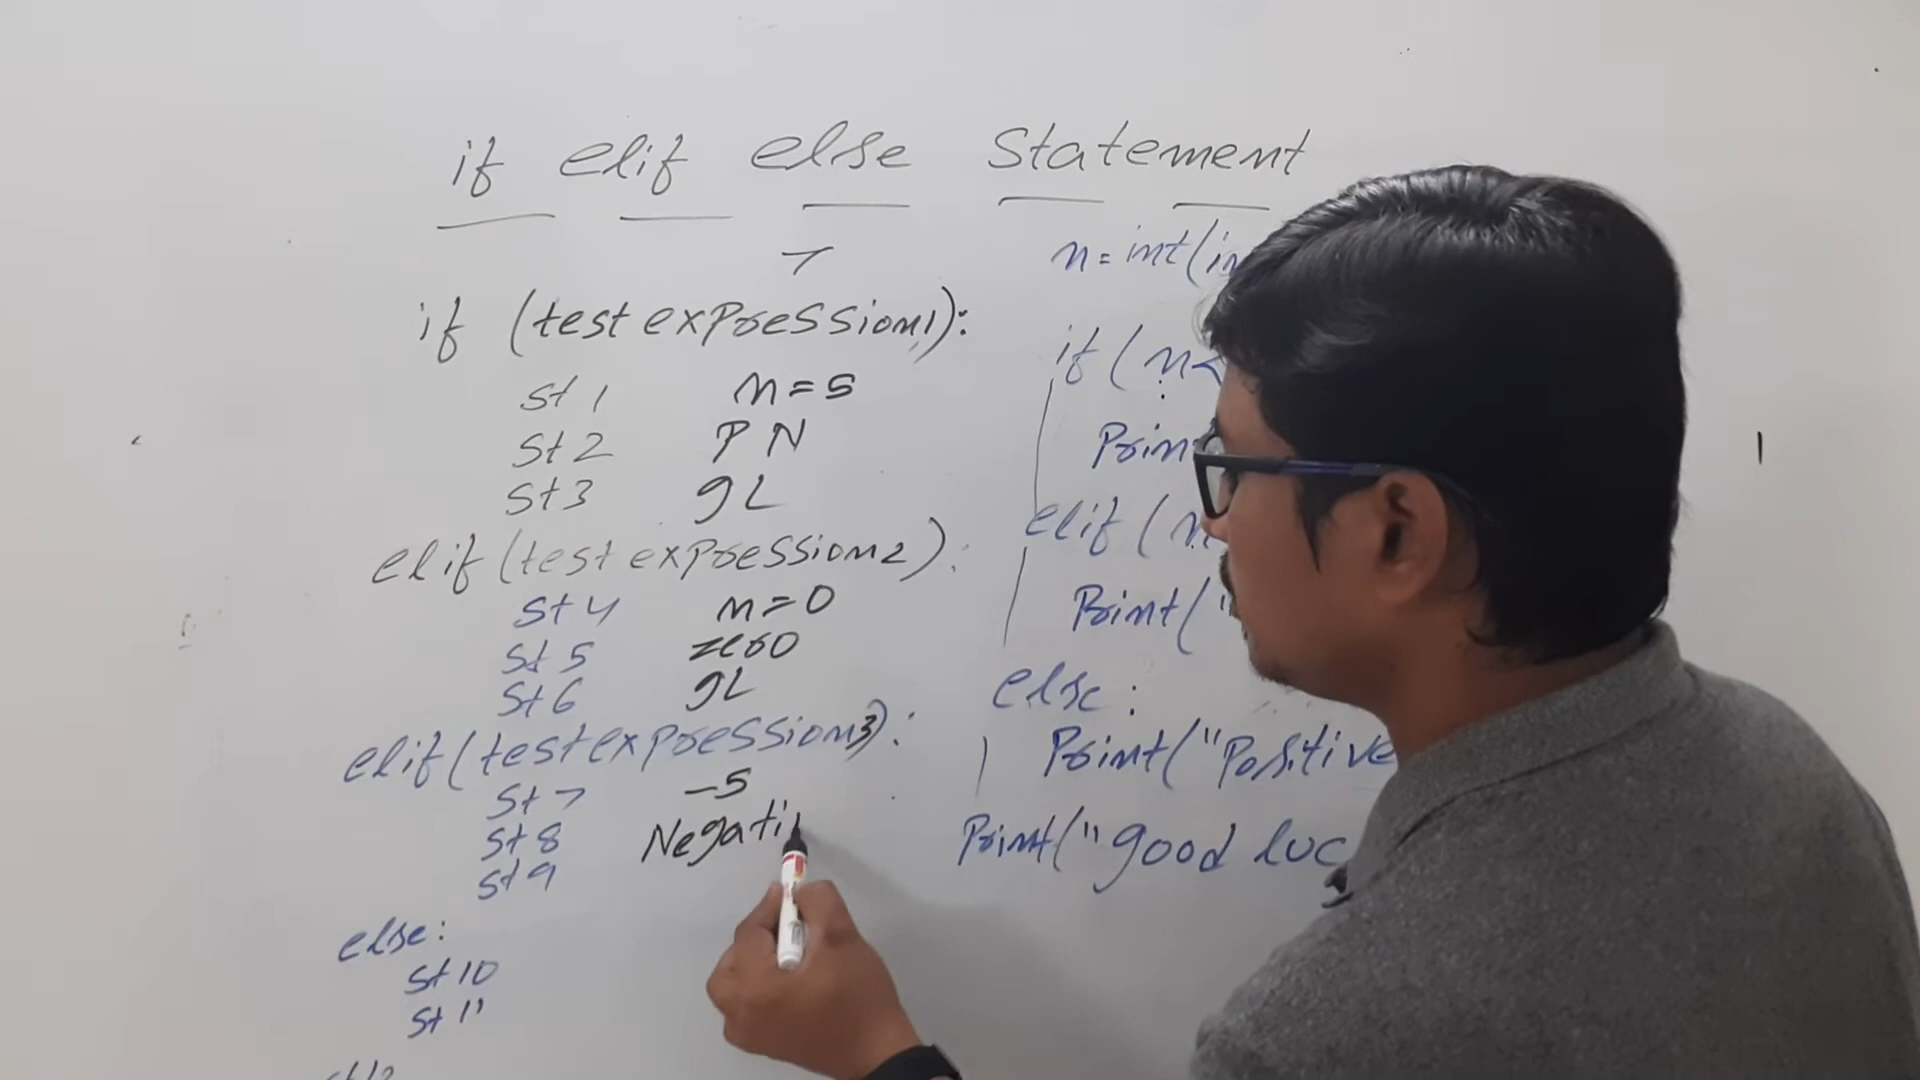 if elif else Statement
if (test expression1):
st 1
st 2
st 3
elif (test expression2):
st 4
st 5
st 6
elif (test expression3):
st 7
st 8
st 9
else:
st 10
st 11
n = 5
P N
g L
n = 0
zero
g L
-5
Negati
n = int(in
if ( n <
Print
elif ( n
Print("
else :
Print("Positive
Print("good luc